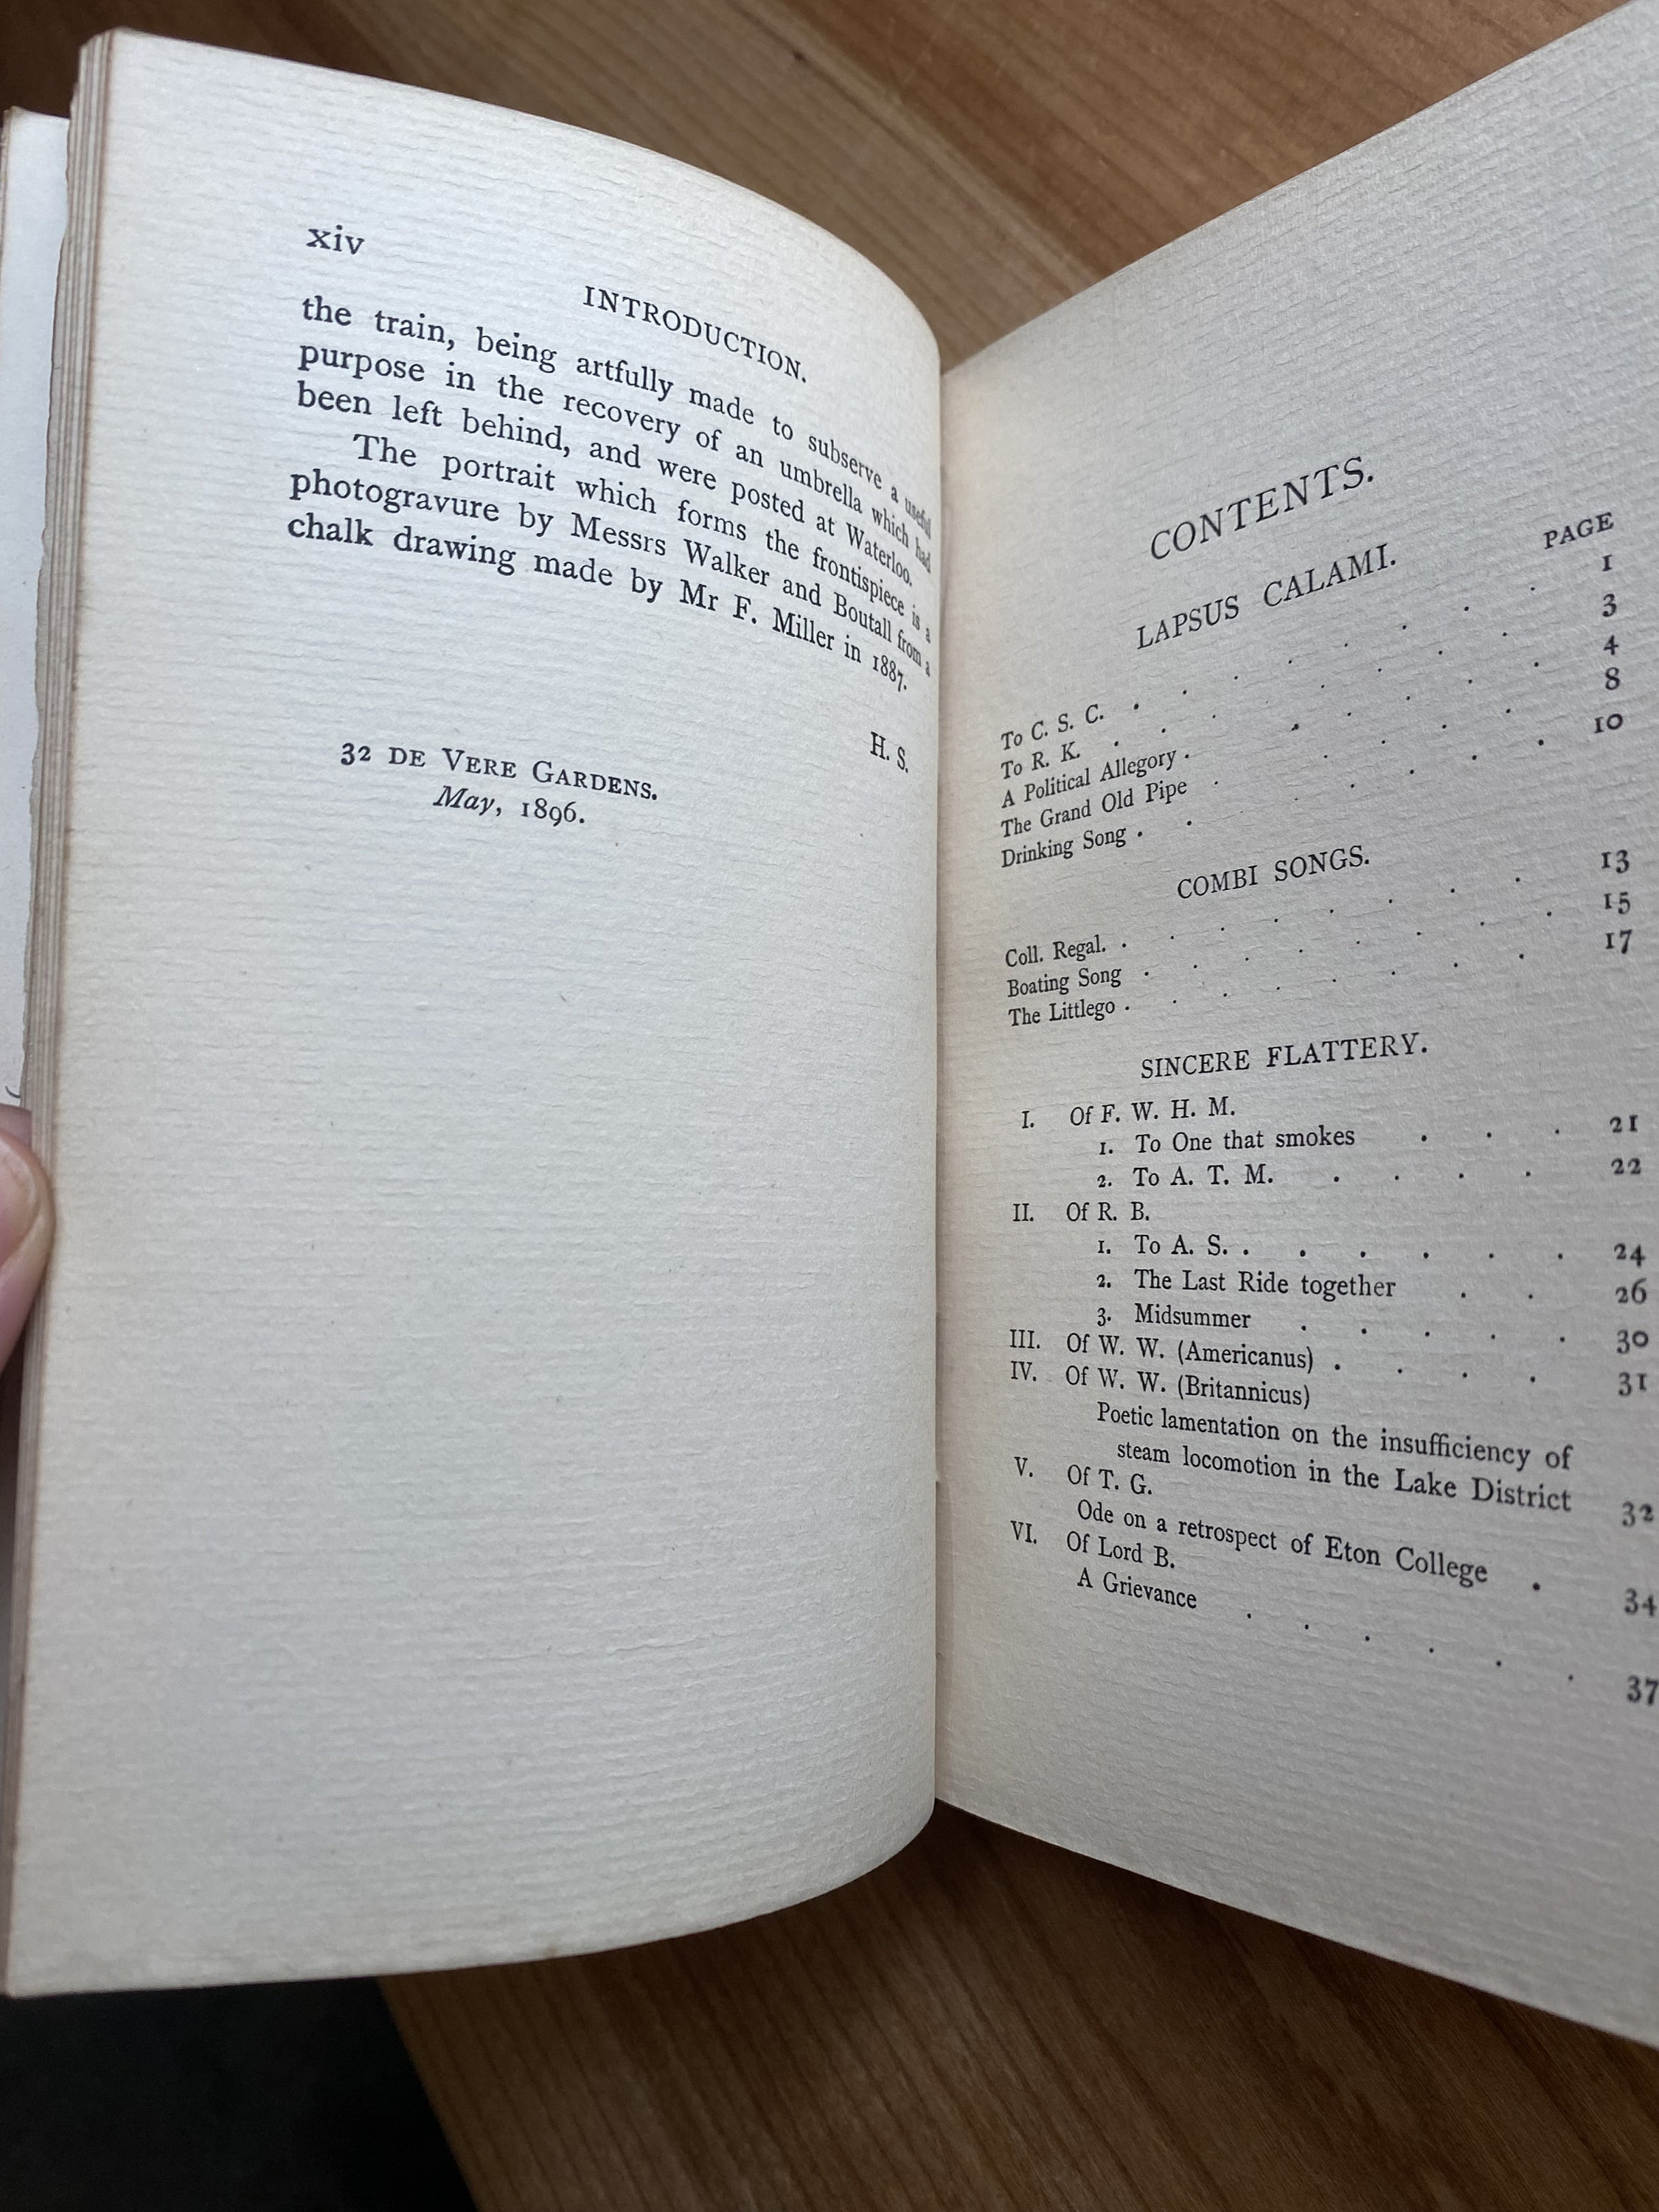 xiv
INTRODUCTION.
the train, being artfully made to subserve a useful
purpose in the recovery of an umbrella which had
been left behind, and were posted at Waterloo.
The portrait which forms the frontispiece is a
photogravure by Messrs Walker and Boutall from a
chalk drawing made by Mr F. Miller in 1887.
H. S.
32 DE VERE GARDENS.
May, 1896.
CONTENTS.
LAPSUS CALAMI.
PAGE
To C. S. C. . . . . . . . . 1
To R. K. . . . . . . . 3
A Political Allegory . . . . . . 4
The Grand Old Pipe . . . . . 8
Drinking Song . . . . . . 10
COMBI SONGS.
Coll. Regal. . . . . . . . . 13
Boating Song . . . . . . . 15
The Littlego . . . . . . . . 17
SINCERE FLATTERY.
I. Of F. W. H. M.
1. To One that smokes . . . 21
2. To A. T. M. . . . . 22
II. Of R. B.
1. To A. S. . . . . . . 24
2. The Last Ride together . . 26
3. Midsummer . . . . . 30
III. Of W. W. (Americanus) . . . . 31
IV. Of W. W. (Britannicus)
Poetic lamentation on the insufficiency of
steam locomotion in the Lake District 32
V. Of T. G.
Ode on a retrospect of Eton College . 34
VI. Of Lord B.
A Grievance . . . . . . 37